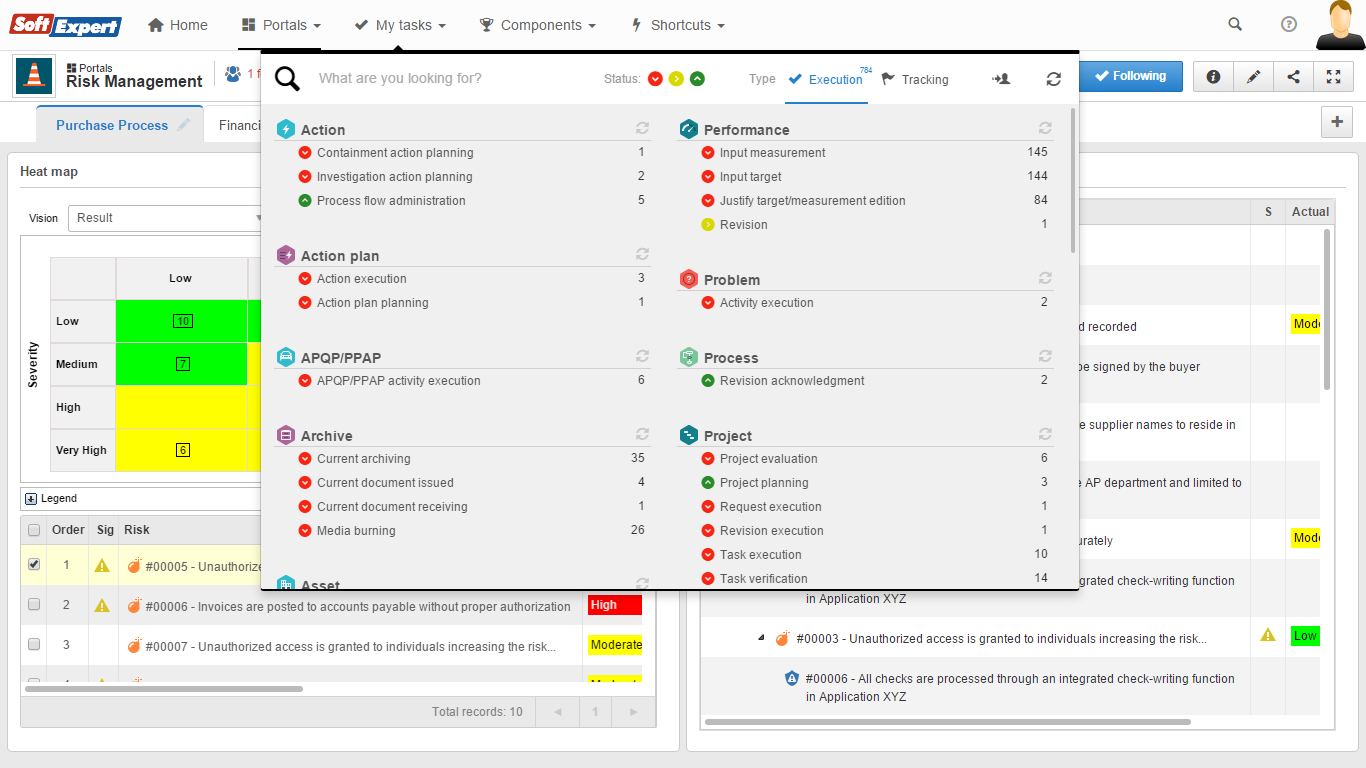 Soft Expert
Home
Portals
My tasks
Components
Shortcuts
Portals
Risk Management
1 f
What are you looking for?
Status:
Type
Execution
784
Tracking
Following
Purchase Process
Financi
Heat map
Vision
Result
Low
Severity
Low
10
Medium
7
High
Very High
6
Legend
Order
Sig
Risk
1
#00005 - Unauthorize
2
#00006 - Invoices are posted to accounts payable without proper authorization
High
3
#00007 - Unauthorized access is granted to individuals increasing the risk...
Moderate
Total records: 10
1
Action
Containment action planning 1
Investigation action planning 2
Process flow administration 5
Action plan
Action execution 3
Action plan planning 1
APQP/PPAP
APQP/PPAP activity execution 6
Archive
Current archiving 35
Current document issued 4
Current document receiving 1
Media burning 26
Asset
Performance
Input measurement 145
Input target 144
Justify target/measurement edition 84
Revision 1
Problem
Activity execution 2
Process
Revision acknowledgment 2
Project
Project evaluation 6
Project planning 3
Request execution 1
Revision execution 1
Task execution 10
Task verification 14
S
Actual
d recorded
Mode
be signed by the buyer
e supplier names to reside in
e AP department and limited to
urately
Mode
egrated check-writing function
in Application XYZ
#00003 - Unauthorized access is granted to individuals increasing the risk...
Low
#00006 - All checks are processed through an integrated check-writing function
in Application XYZ